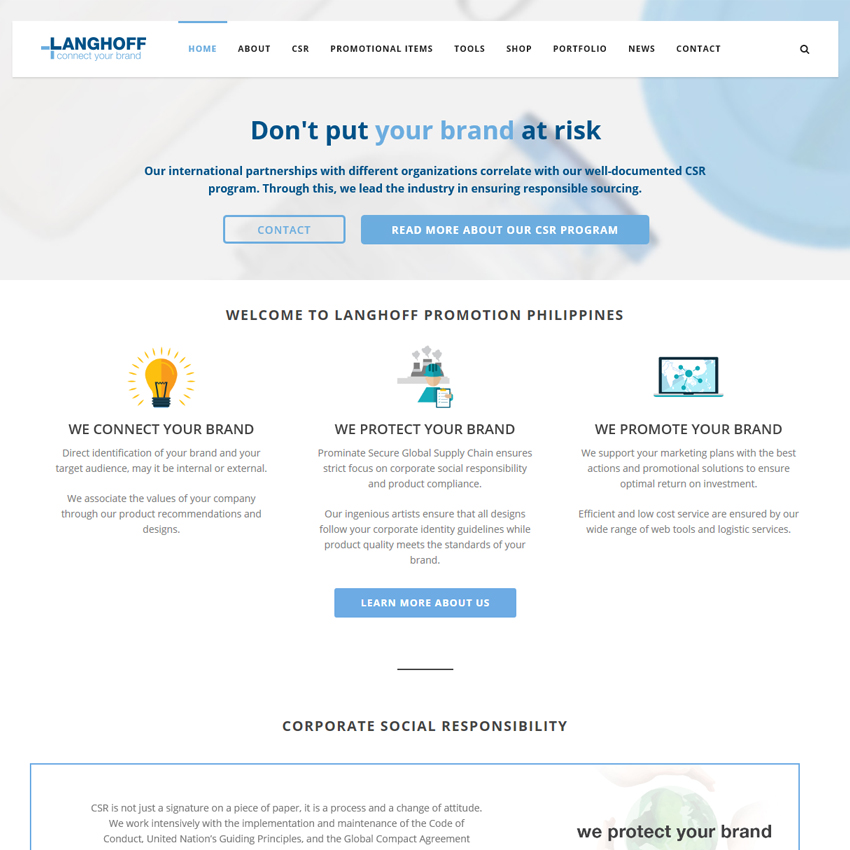 LANGHOFF
connect your brand
HOME ABOUT CSR PROMOTIONAL ITEMS TOOLS SHOP PORTFOLIO NEWS CONTACT
Don't put your brand at risk
Our international partnerships with different organizations correlate with our well-documented CSR
program. Through this, we lead the industry in ensuring responsible sourcing.
CONTACT
READ MORE ABOUT OUR CSR PROGRAM
WELCOME TO LANGHOFF PROMOTION PHILIPPINES
WE CONNECT YOUR BRAND
Direct identification of your brand and your
target audience, may it be internal or external.
We associate the values of your company
through our product recommendations and
designs.
WE PROTECT YOUR BRAND
Prominate Secure Global Supply Chain ensures
strict focus on corporate social responsibility
and product compliance.
Our ingenious artists ensure that all designs
follow your corporate identity guidelines while
product quality meets the standards of your
brand.
WE PROMOTE YOUR BRAND
We support your marketing plans with the best
actions and promotional solutions to ensure
optimal return on investment.
Efficient and low cost service are ensured by our
wide range of web tools and logistic services.
LEARN MORE ABOUT US
CORPORATE SOCIAL RESPONSIBILITY
CSR is not just a signature on a piece of paper, it is a process and a change of attitude.
We work intensively with the implementation and maintenance of the Code of
Conduct, United Nation's Guiding Principles, and the Global Compact Agreement
we protect your brand